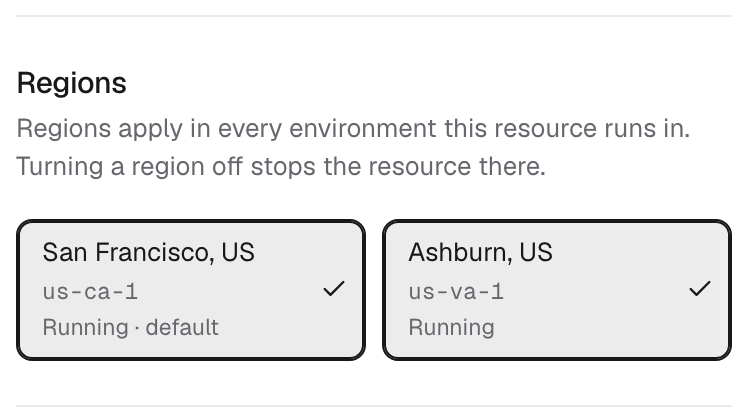 Regions
Regions apply in every environment this resource runs in.
Turning a region off stops the resource there.
San Francisco, US
us-ca-1
Running · default
Ashburn, US
us-va-1
Running